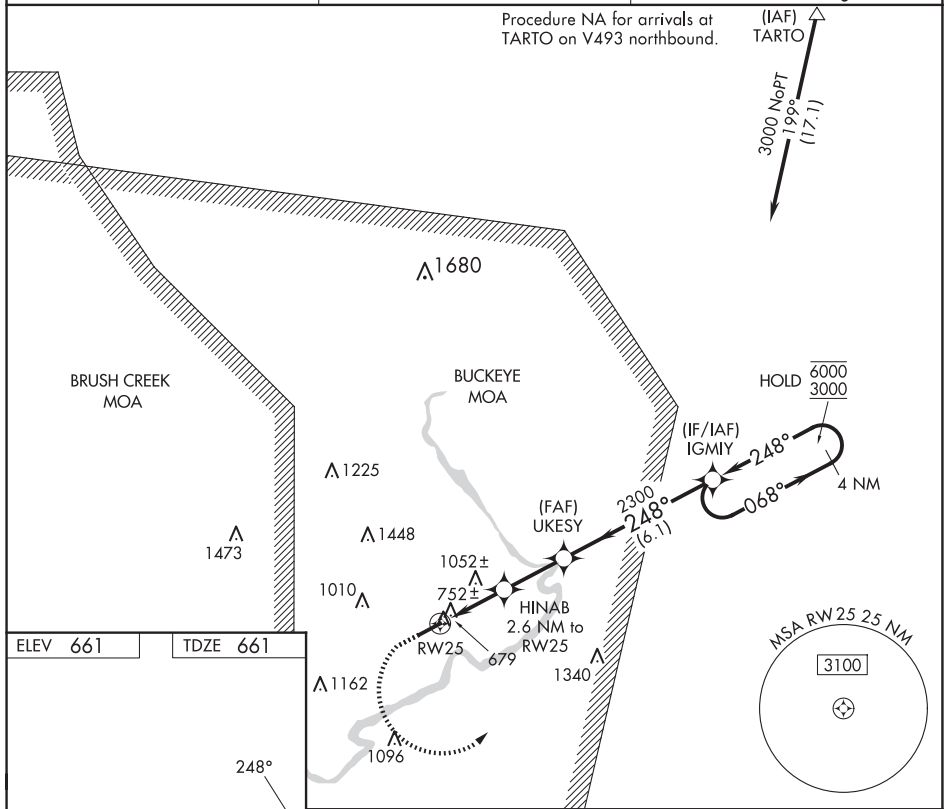 Procedure NA for arrivals at
TARTO on V493 northbound.
(IAF)
TARTO
3000 NoPT
199°
(17.1)
1680
BRUSH CREEK
MOA
BUCKEYE
MOA
HOLD
6000
3000
(IF/IAF)
IGMIY
248°
068°
4 NM
1225
2300
248°
(6.1)
(FAF)
UKESY
1448
1473
1052±
1010
752±
HINAB
2.6 NM to
RW25
RW25
679
1340
ELEV 661
TDZE 661
MSA RW 25 25 NM
3100
1162
1096
248°